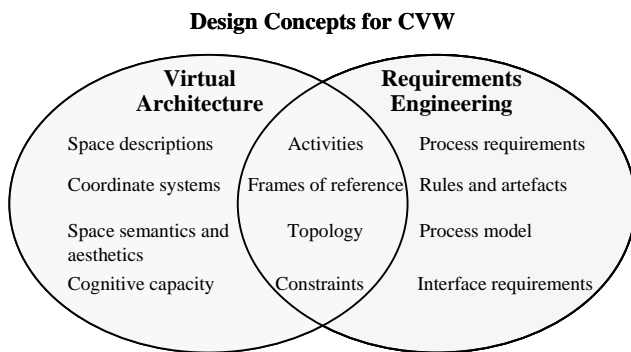 Design Concepts for CVW
Virtual
Architecture
Requirements
Engineering
Space descriptions
Activities
Process requirements
Coordinate systems
Frames of reference
Rules and artefacts
Space semantics and
aesthetics
Topology
Process model
Cognitive capacity
Constraints
Interface requirements